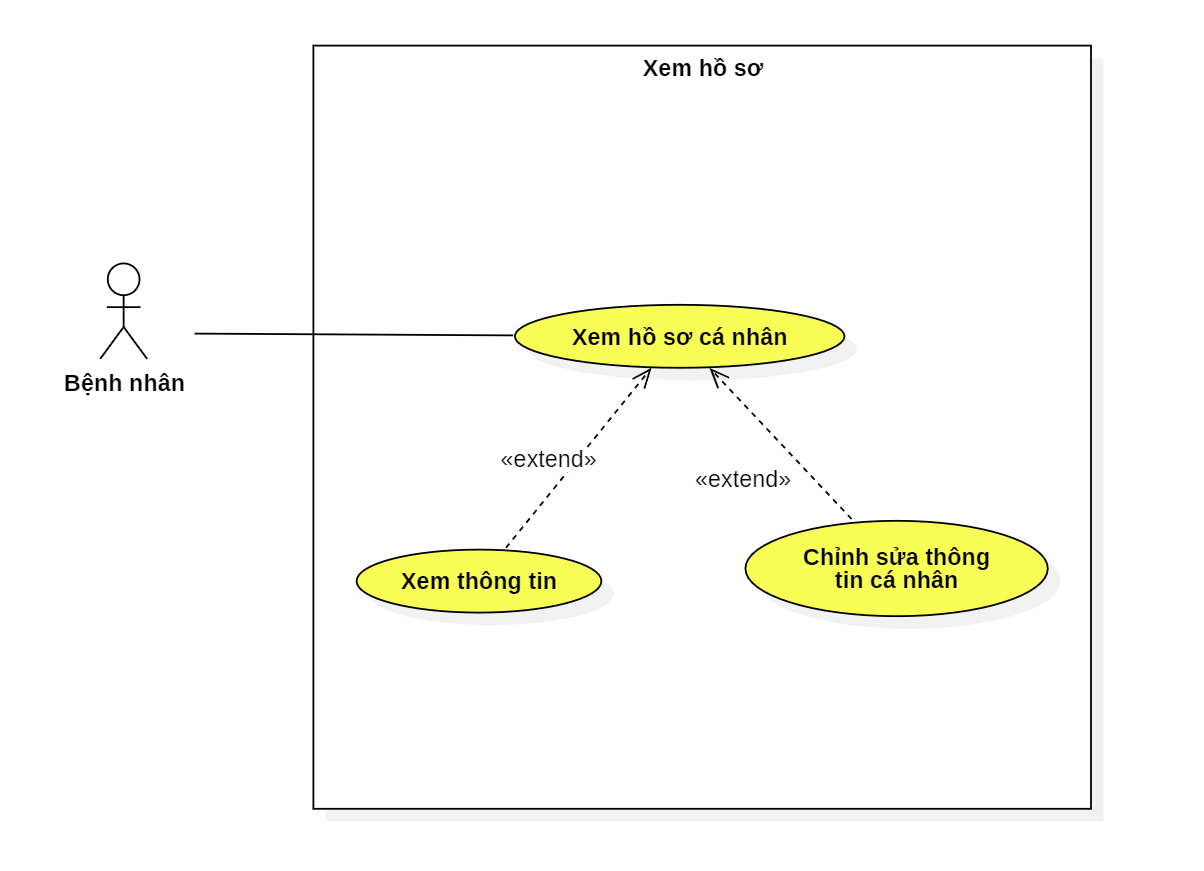 Xem hồ sơ
Xem hồ sơ cá nhân
Bệnh nhân
«extend»
«extend»
Xem thông tin
Chỉnh sửa thông
tin cá nhân